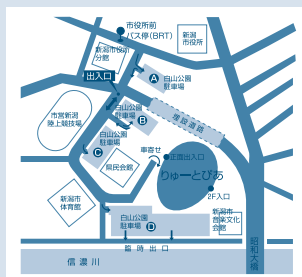 市役所前
バス停(BRT)
新潟市役所
分館
新潟
市役所
出入口
A
白山公園
駐車場
白山公園
駐車場
B
市営新潟
陸上競技場
堀設道路
白山公園
駐車場
C
車寄せ
正面出入口
県民会館
りゅーとぴあ
2F入口
新潟市
体育館
白山公園
駐車場
D
新潟市
音楽文化
会館
臨時出口
信濃川
昭和大橋